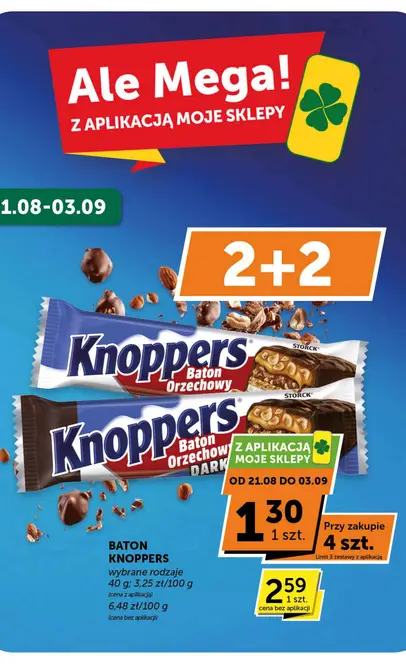 Ale Mega!
Z APLIKACJĄ MOJE SKLEPY
1.08-03.09
2+2
Knoppers
STORCK
Baton
Orzechowy
Knoppers
STORCK
Baton
Orzechowy
DARK
Z APLIKACJĄ
MOJE SKLEPY
OD 21.08 DO 03.09
1 30
1 szt.
Przy zakupie
4 szt.
Limit 3 zestawy z aplikacją
BATON
KNOPPERS
wybrane rodzaje
40 g; 3,25 zł/100 g
(cena z aplikacją)
6,48 zł/100 g
(cena bez aplikacji)
2 59
1 szt.
cena bez aplikacji